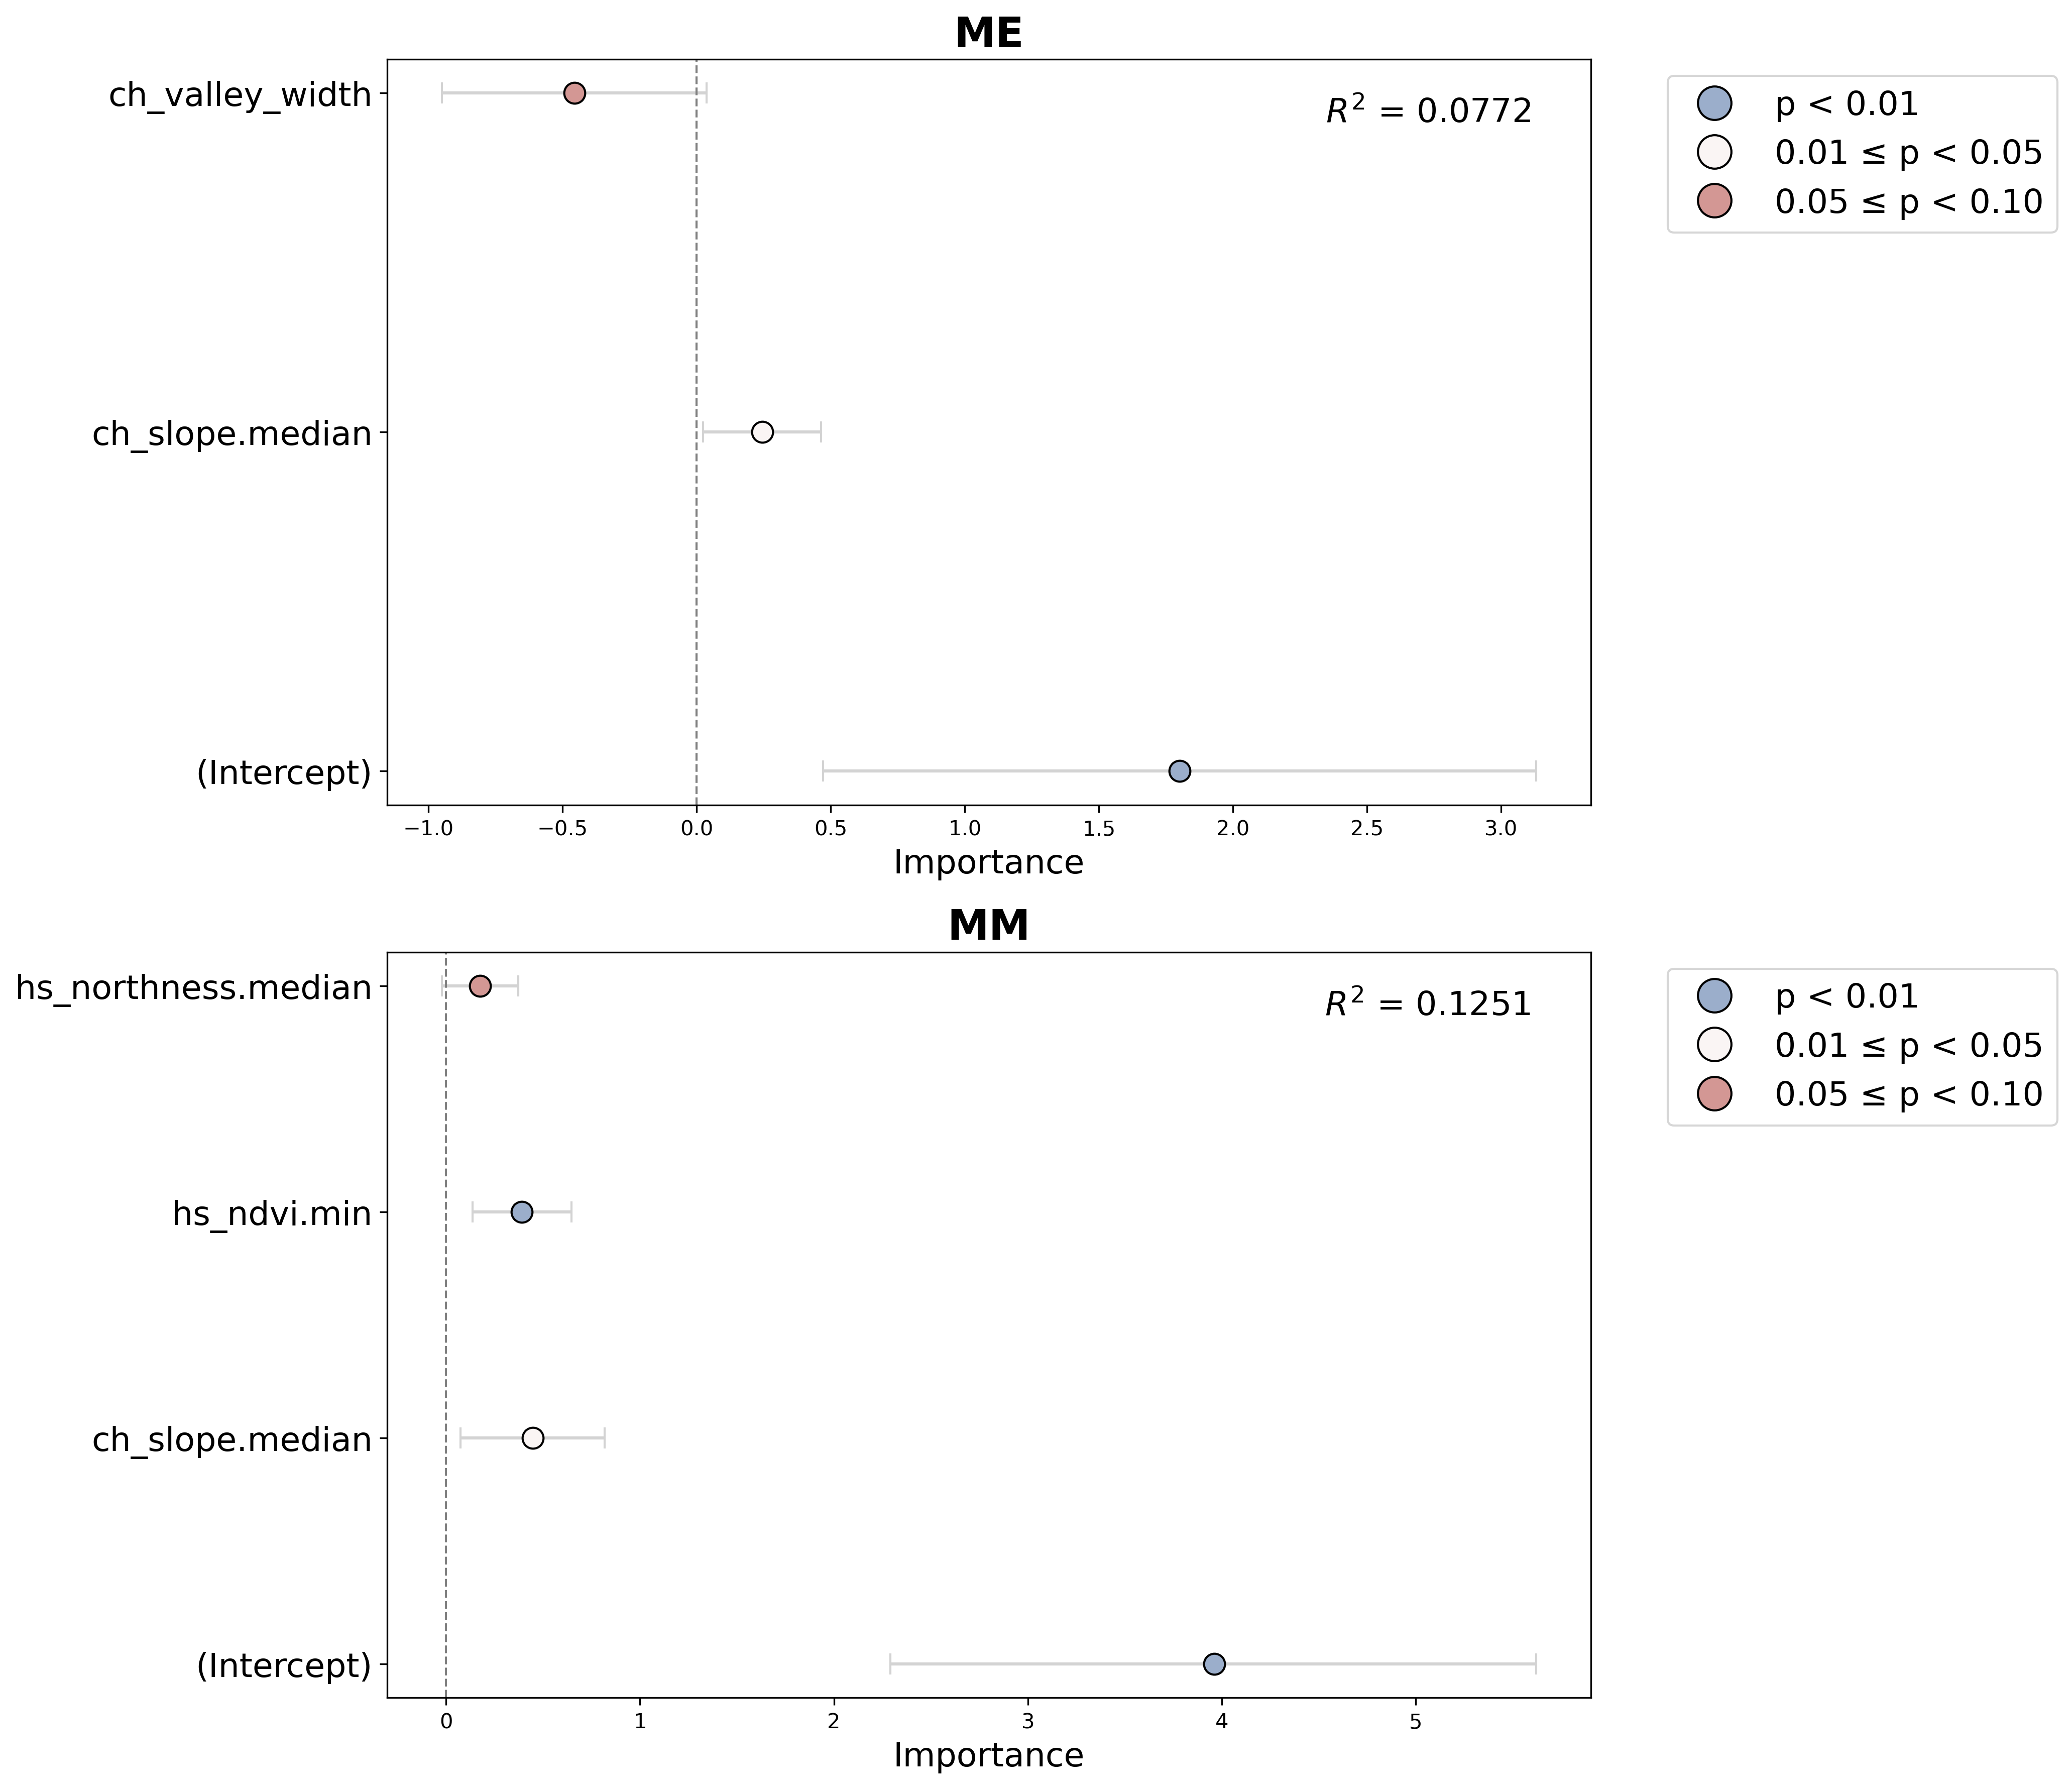 ME
ch_valley_width
ch_slope.median
(Intercept)
R² = 0.0772
p < 0.01
0.01 ≤ p < 0.05
0.05 ≤ p < 0.10
−1.0 −0.5 0.0 0.5 1.0 1.5 2.0 2.5 3.0
Importance
MM
hs_northness.median
hs_ndvi.min
ch_slope.median
(Intercept)
R² = 0.1251
p < 0.01
0.01 ≤ p < 0.05
0.05 ≤ p < 0.10
0 1 2 3 4 5
Importance